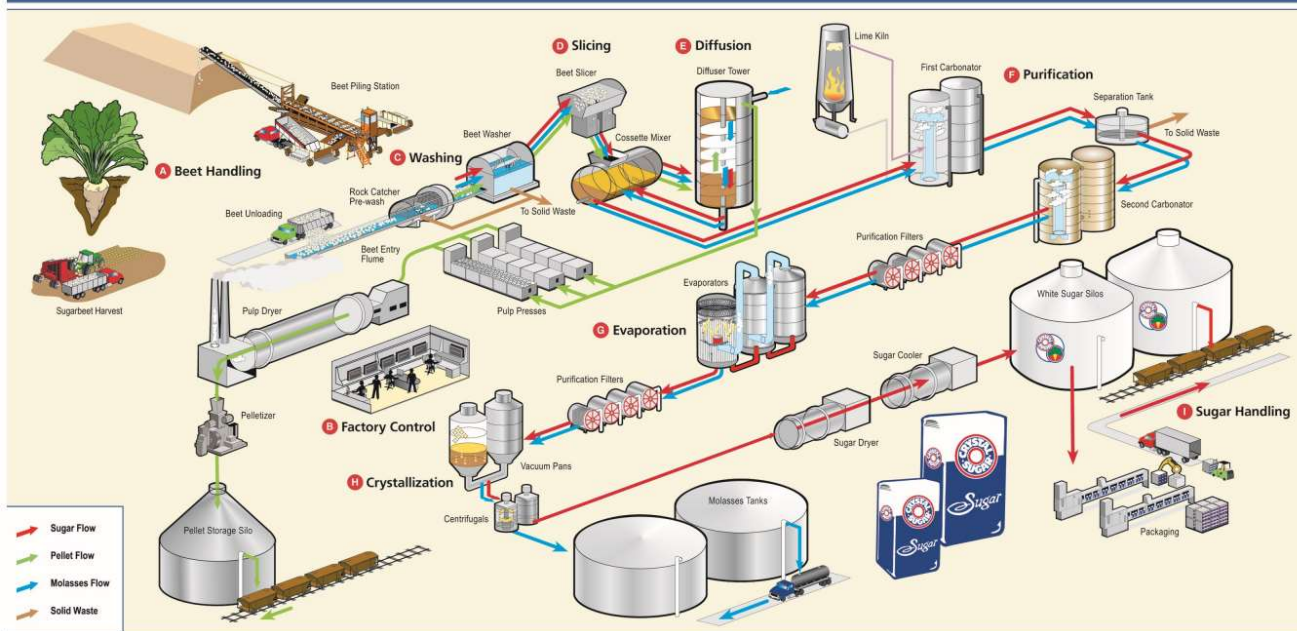 D Slicing
E Diffusion
Lime Kiln
First Carbonator
F Purification
Beet Slicer
Diffuser Tower
Separation Tank
To Solid Waste
Beet Piling Station
Beet Washer
Cossette Mixer
C Washing
A Beet Handling
Rock Catcher
Pre-wash
To Solid Waste
Second Carbonator
Beet Unloading
Beet Entry
Flume
Purification Filters
Sugarbeet Harvest
Pulp Dryer
Pulp Presses
Evaporators
G Evaporation
White Sugar Silos
Sugar Cooler
Purification Filters
Sugar Dryer
Pelletizer
B Factory Control
Vacuum Pans
I Sugar Handling
H Crystallization
Centrifugals
Molasses Tanks
CRYSTAL
SUGAR
Sugar
CRYSTAL
SUGAR
Sugar
Packaging
Pellet Storage Silo
Sugar Flow
Pellet Flow
Molasses Flow
Solid Waste